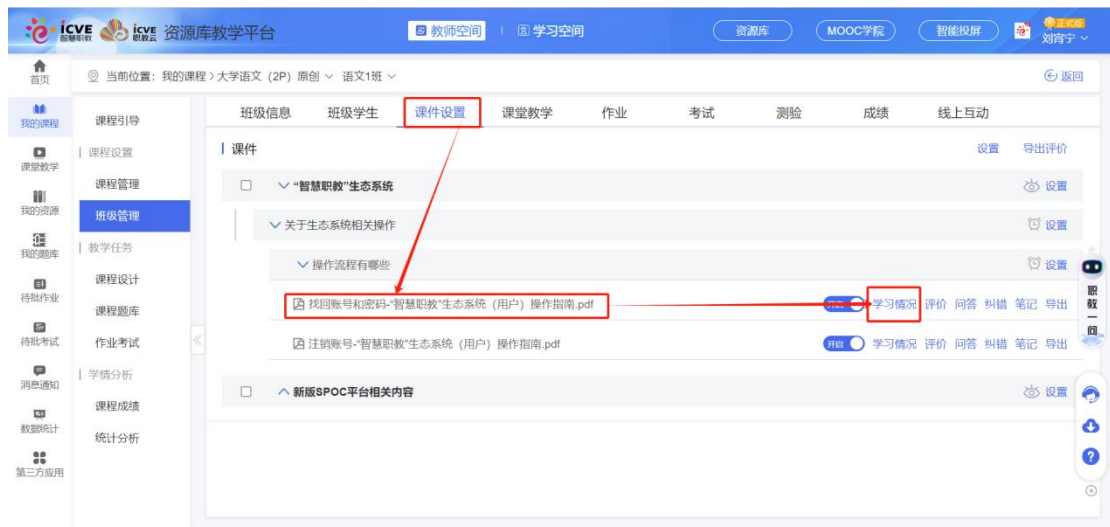 icve 智慧职教 icve 职教云 资源库教学平台 教师空间 学习空间 资源库 MOOC学院 智能投屏 正式版 刘宵宁
首页
当前位置：我的课程 > 大学语文（2P）原创 语文1班 返回
我的课程
课堂教学
我的资源
我的题库
待批作业
待批考试
消息通知
数据统计
第三方应用
课程引导
课程设置
课程管理
班级管理
教学任务
课程设计
课程题库
作业考试
学情分析
课程成绩
统计分析
班级信息 班级学生 课件设置 课堂教学 作业 考试 测验 成绩 线上互动
课件 设置 导出评价
“智慧职教”生态系统 设置
关于生态系统相关操作 设置
操作流程有哪些 设置
找回账号和密码-“智慧职教”生态系统（用户）操作指南.pdf 学习情况 评价 问答 纠错 笔记 导出
注销账号-“智慧职教”生态系统（用户）操作指南.pdf 开启 学习情况 评价 问答 纠错 笔记 导出
新版SPOC平台相关内容 设置
职教一问